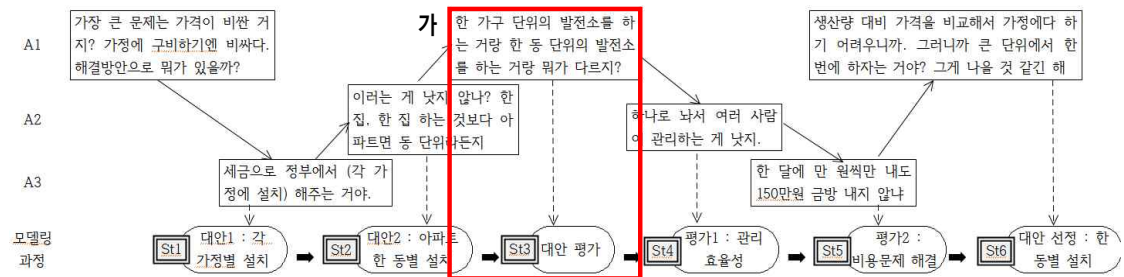 가장 큰 문제는 가격이 비싼 거
지? 가정에 구비하기엔 비싸다.
해결방안으로 뭐가 있을까?
가
한 가구 단위의 발전소를 하
는 거랑 한 동 단위의 발전소
를 하는 거랑 뭐가 다르지?
생산량 대비 가격을 비교해서 가정에다 하
기 어려우니까. 그러니까 큰 단위에서 한
번에 하자는 거야? 그게 나을 것 같긴 해
A1
이러는 게 낫지 않나? 한
집, 한 집 하는 것보다 아
파트면 동 단위라든지
하나로 놔서 여러 사람
이 관리하는 게 낫지.
A2
세금으로 정부에서 (각 가
정에 설치) 해주는 거야.
한 달에 만 원씩만 내도
150만원 금방 내지 않냐
A3
모델링
과정
St1
대안1 : 각
가정별 설치
St2
대안2 : 아파트
한 동별 설치
St3
대안 평가
St4
평가1 : 관리
효율성
St5
평가2 :
비용문제 해결
St6
대안 선정 : 한
동별 설치